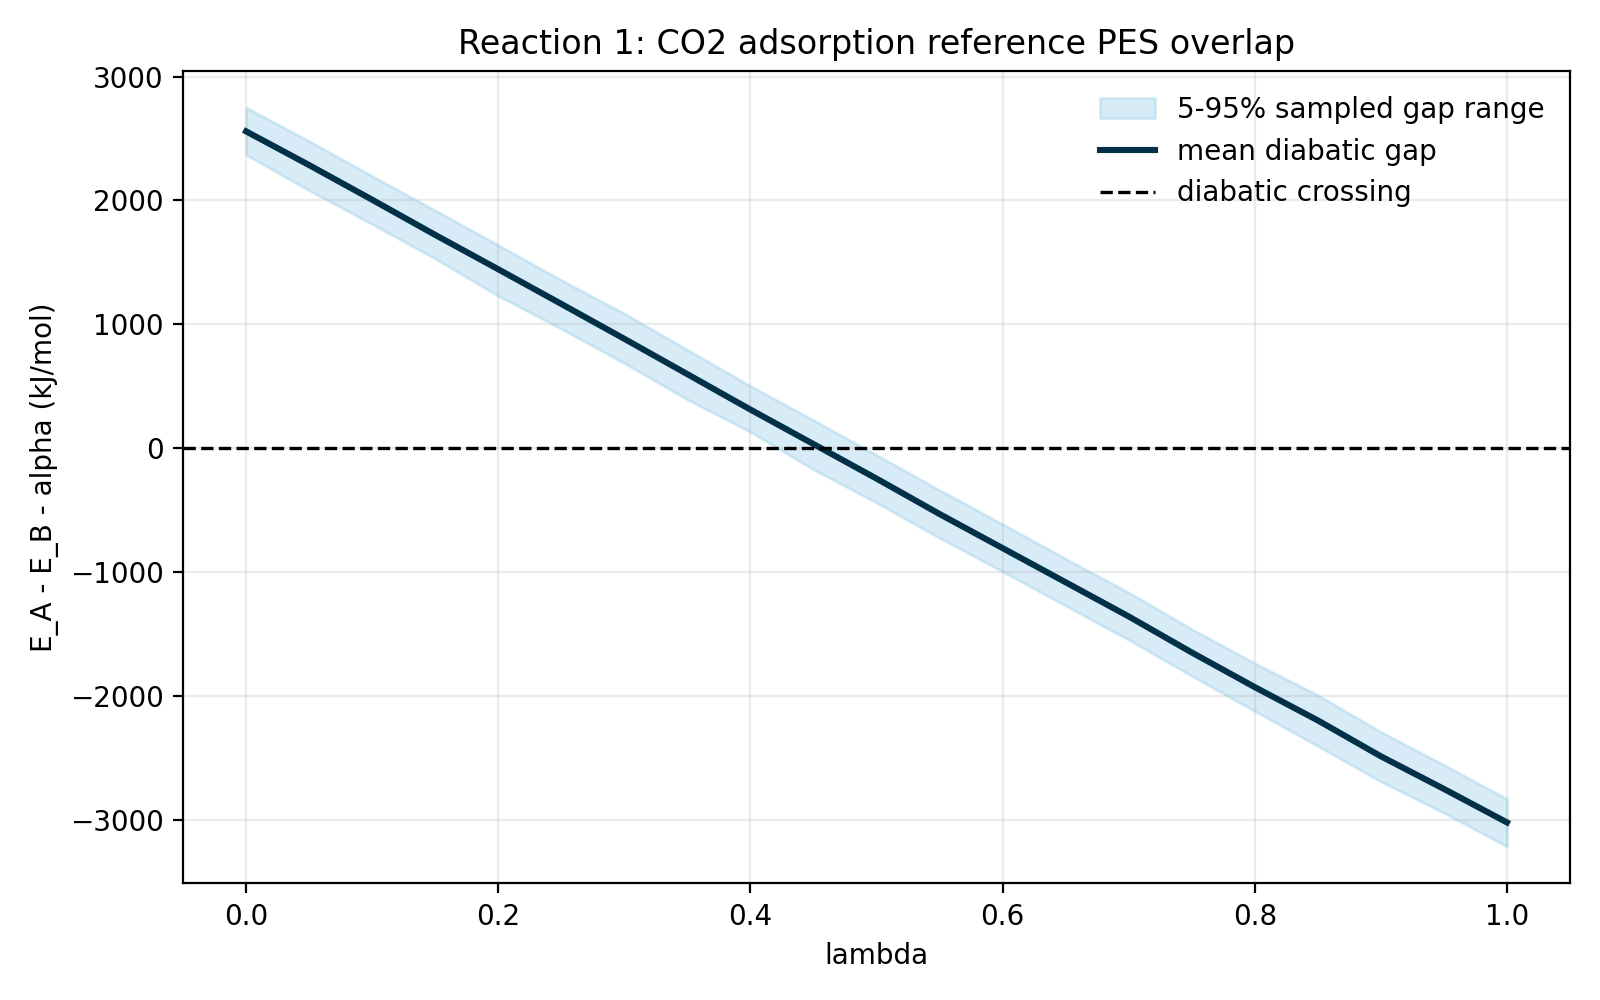 Reaction 1: CO2 adsorption reference PES overlap
5-95% sampled gap range
mean diabatic gap
diabatic crossing
E_A - E_B - alpha (kJ/mol)
3000
2000
1000
0
−1000
−2000
−3000
0.0
0.2
0.4
0.6
0.8
1.0
lambda